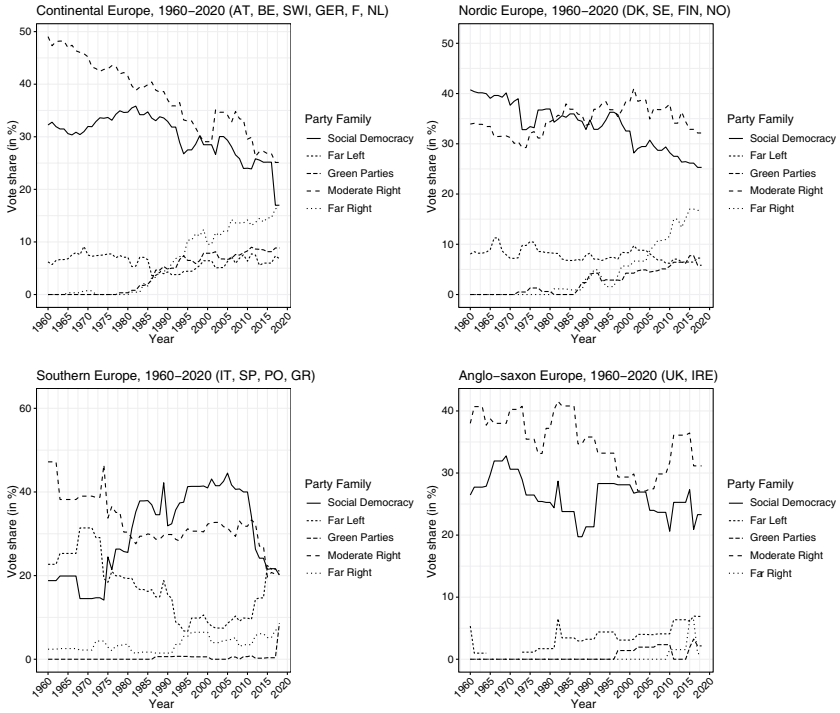 Continental Europe, 1960−2020 (AT, BE, SWI, GER, F, NL)
50
40
30
20
10
0
Vote share (in %)
1960 1965 1970 1975 1980 1985 1990 1995 2000 2005 2010 2015 2020
Year
Party Family
Social Democracy
Far Left
Green Parties
Moderate Right
Far Right
Nordic Europe, 1960−2020 (DK, SE, FIN, NO)
50
40
30
20
10
0
Vote share (in %)
1960 1965 1970 1975 1980 1985 1990 1995 2000 2005 2010 2015 2020
Year
Party Family
Social Democracy
Far Left
Green Parties
Moderate Right
Far Right
Southern Europe, 1960−2020 (IT, SP, PO, GR)
60
40
20
0
Vote share (in %)
1960 1965 1970 1975 1980 1985 1990 1995 2000 2005 2010 2015 2020
Year
Party Family
Social Democracy
Far Left
Green Parties
Moderate Right
Far Right
Anglo−saxon Europe, 1960−2020 (UK, IRE)
40
30
20
10
0
Vote share (in %)
1960 1965 1970 1975 1980 1985 1990 1995 2000 2005 2010 2015 2020
Year
Party Family
Social Democracy
Far Left
Green Parties
Moderate Right
Far Right